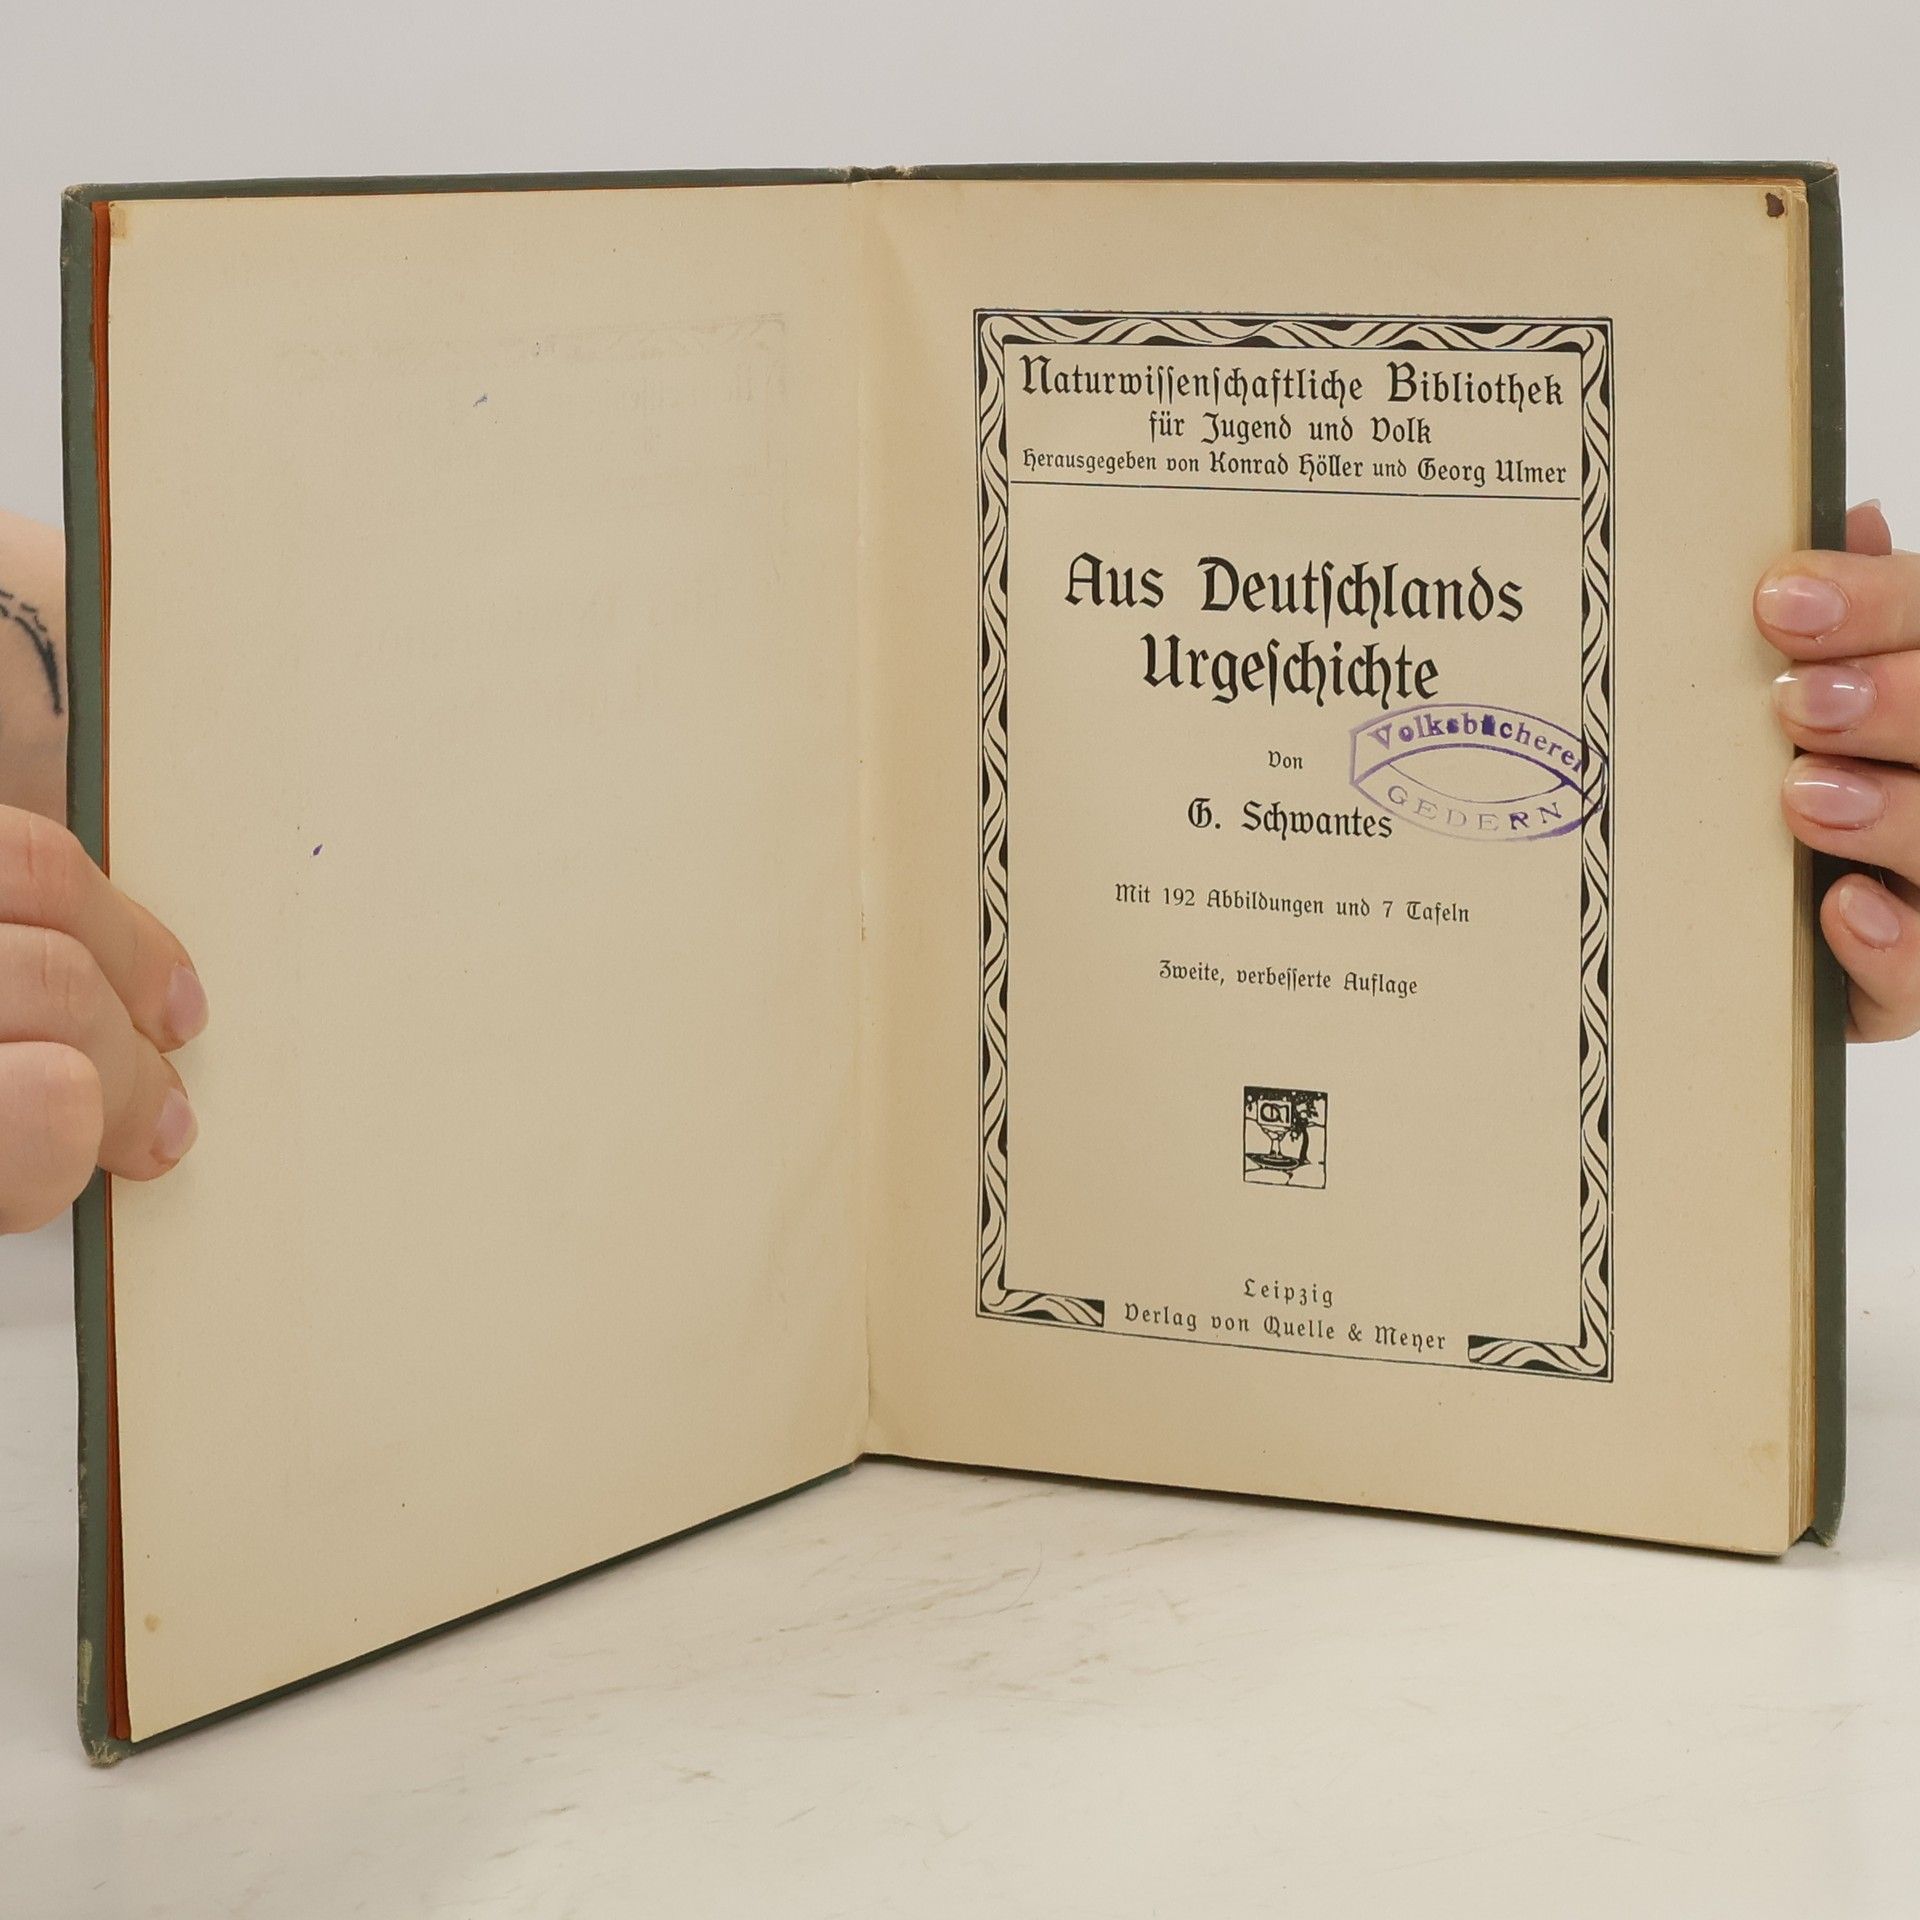 Naturwiſſenſchaftliche Bibliothek
für Jugend und Volk
Herausgegeben von Konrad Höller und Georg Ulmer
Aus Deutſchlands
Urgeſchichte
Von
G. Schwantes
Volksbücherei
GEDERN
Mit 192 Abbildungen und 7 Tafeln
Zweite, verbeſſerte Auflage
Leipzig
Verlag von Quelle & Meyer